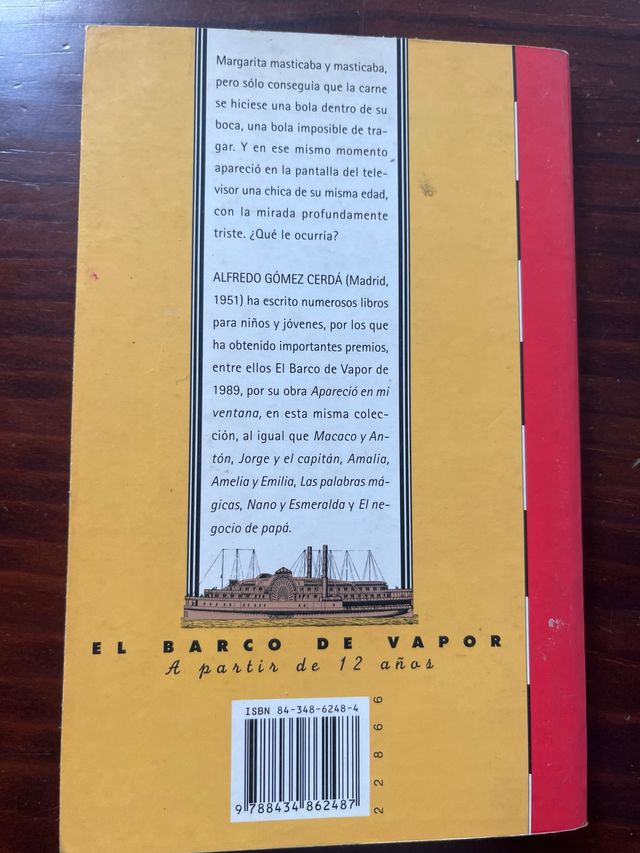 Margarita masticaba y masticaba,
pero sólo conseguía que la carne
se hiciese una bola dentro de su
boca, una bola imposible de tra-
gar. Y en ese mismo momento
apareció en la pantalla del tele-
visor una chica de su misma edad,
con la mirada profundamente
triste. ¿Qué le ocurría?
ALFREDO GÓMEZ CERDÁ (Madrid,
1951) ha escrito numerosos libros
para niños y jóvenes, por los que
ha obtenido importantes premios,
entre ellos El Barco de Vapor de
1989, por su obra Apareció en mi
ventana, en esta misma colec-
ción, al igual que Macaco y An-
tón, Jorge y el capitán, Amalia,
Amelia y Emilia, Las palabras má-
gicas, Nano y Esmeralda y El ne-
gocio de papá.
EL BARCO DE VAPOR
A partir de 12 años
ISBN 84-348-6248-4
9 788434 862487
22866